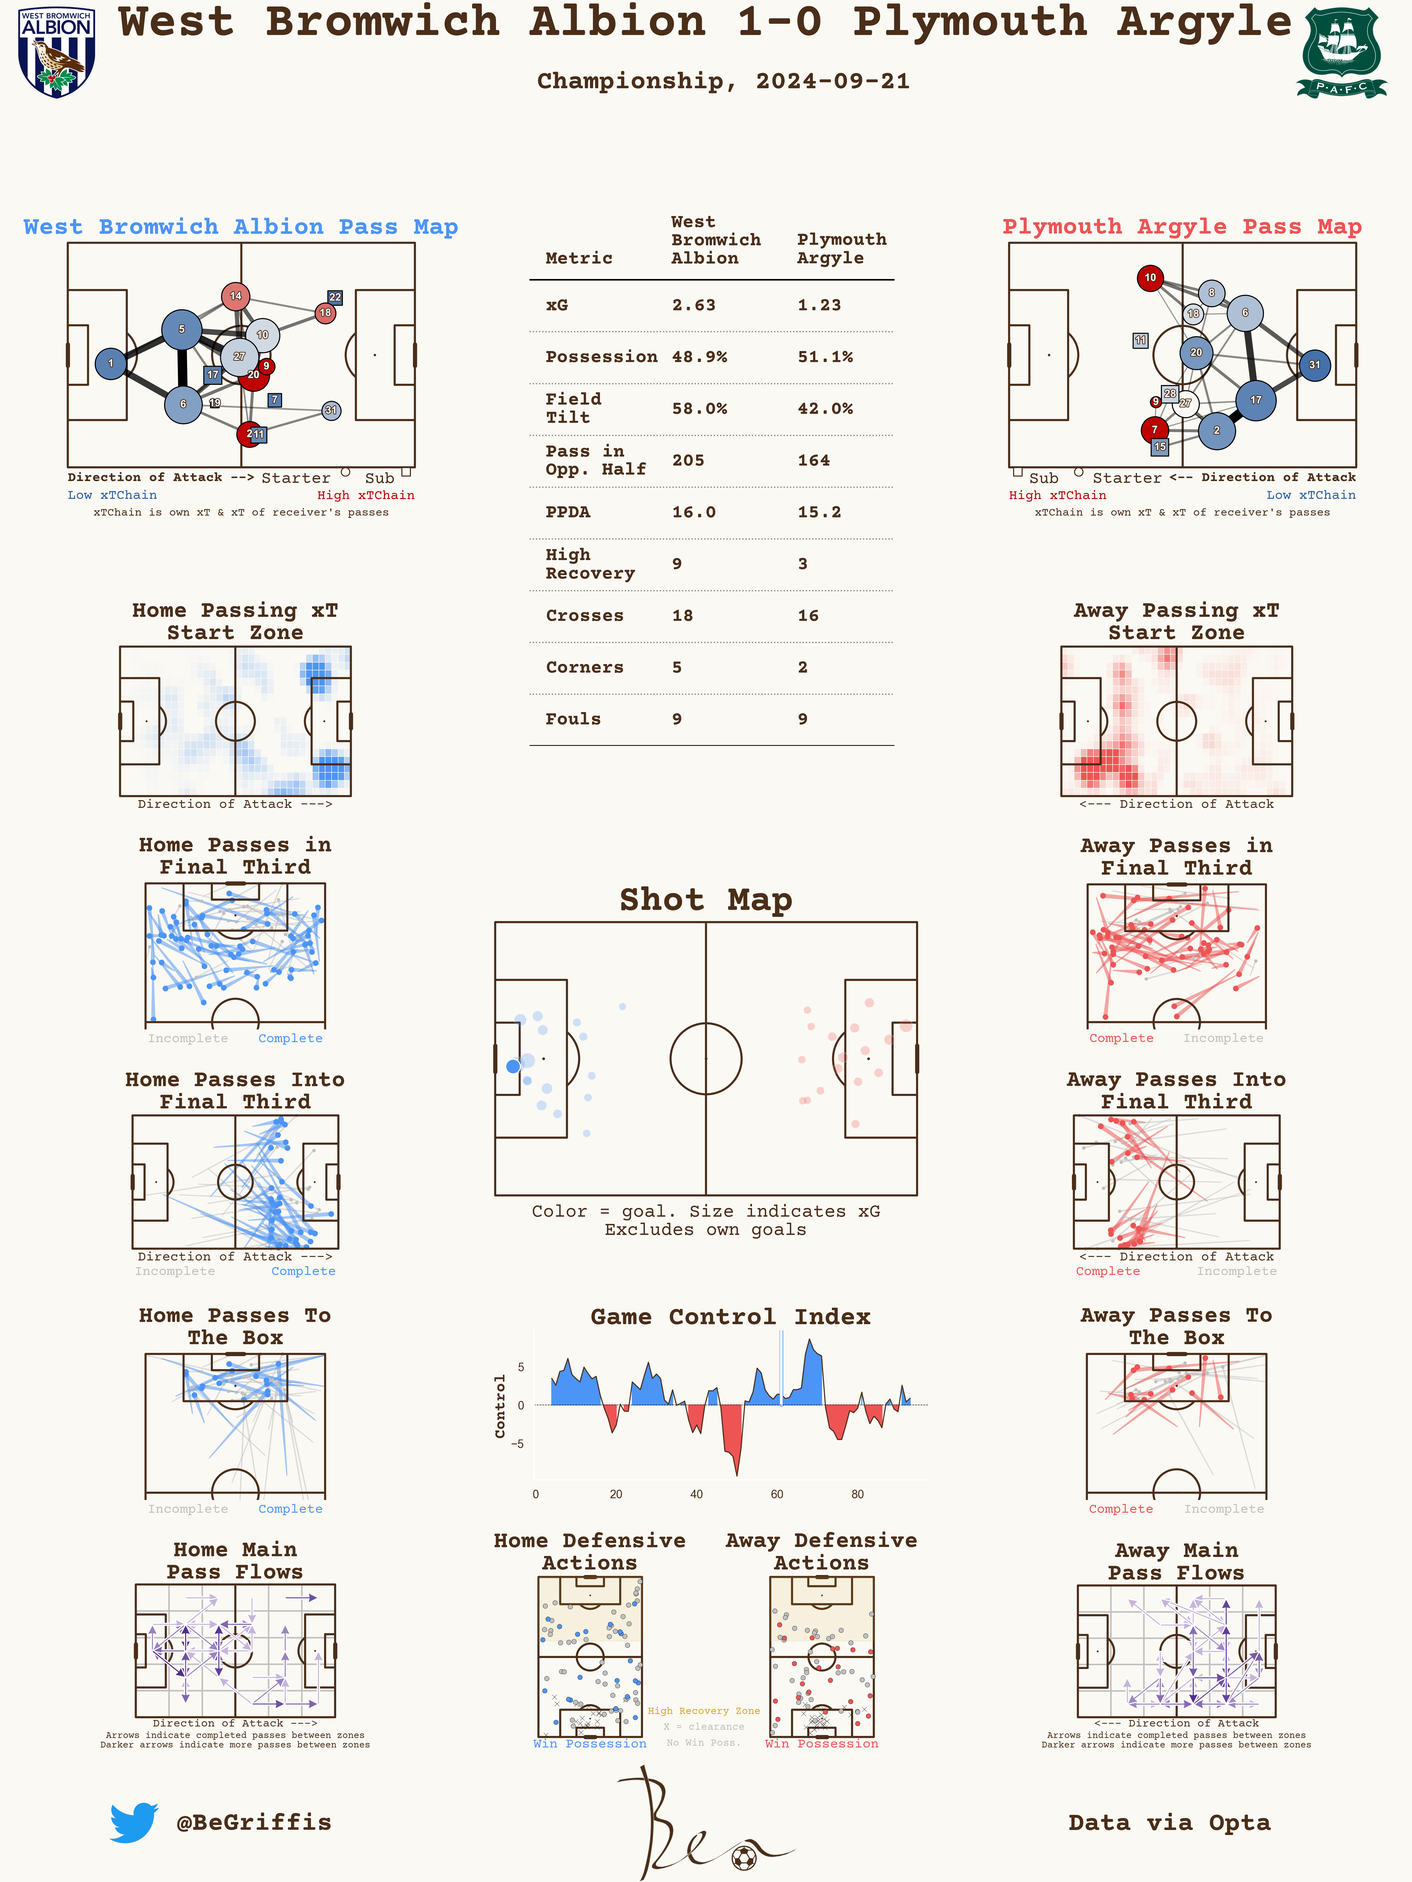 West Bromwich Albion 1-0 Plymouth Argyle
WEST BROMWICH
ALBION
P.A.F.C
Championship, 2024-09-21
West Bromwich Albion Pass Map
14
22
18
5
10
1
27
9
17
20
6
19
7
31
2
11
Direction of Attack --> Starter Sub
Low xTChain High xTChain
xTChain is own xT & xT of receiver's passes
Metric West Bromwich Albion Plymouth Argyle
xG 2.63 1.23
Possession 48.9% 51.1%
Field Tilt 58.0% 42.0%
Pass in Opp. Half 205 164
PPDA 16.0 15.2
High Recovery 9 3
Crosses 18 16
Corners 5 2
Fouls 9 9
Plymouth Argyle Pass Map
10
8
18
6
11
20
31
28
9
27
17
7
2
15
Sub Starter <-- Direction of Attack
High xTChain Low xTChain
xTChain is own xT & xT of receiver's passes
Home Passing xT
Start Zone
Direction of Attack --->
Away Passing xT
Start Zone
<--- Direction of Attack
Home Passes in
Final Third
Incomplete Complete
Away Passes in
Final Third
Complete Incomplete
Shot Map
Color = goal. Size indicates xG
Excludes own goals
Home Passes Into
Final Third
Direction of Attack --->
Incomplete Complete
Away Passes Into
Final Third
<--- Direction of Attack
Complete Incomplete
Home Passes To
The Box
Incomplete Complete
Game Control Index
Control
5
0
−5
0 20 40 60 80
Away Passes To
The Box
Complete Incomplete
Home Main
Pass Flows
Direction of Attack --->
Arrows indicate completed passes between zones
Darker arrows indicate more passes between zones
Home Defensive
Actions
Win Possession
High Recovery Zone
X = clearance
No Win Poss.
Away Defensive
Actions
Win Possession
Away Main
Pass Flows
<--- Direction of Attack
Arrows indicate completed passes between zones
Darker arrows indicate more passes between zones
@BeGriffis
Ben
Data via Opta